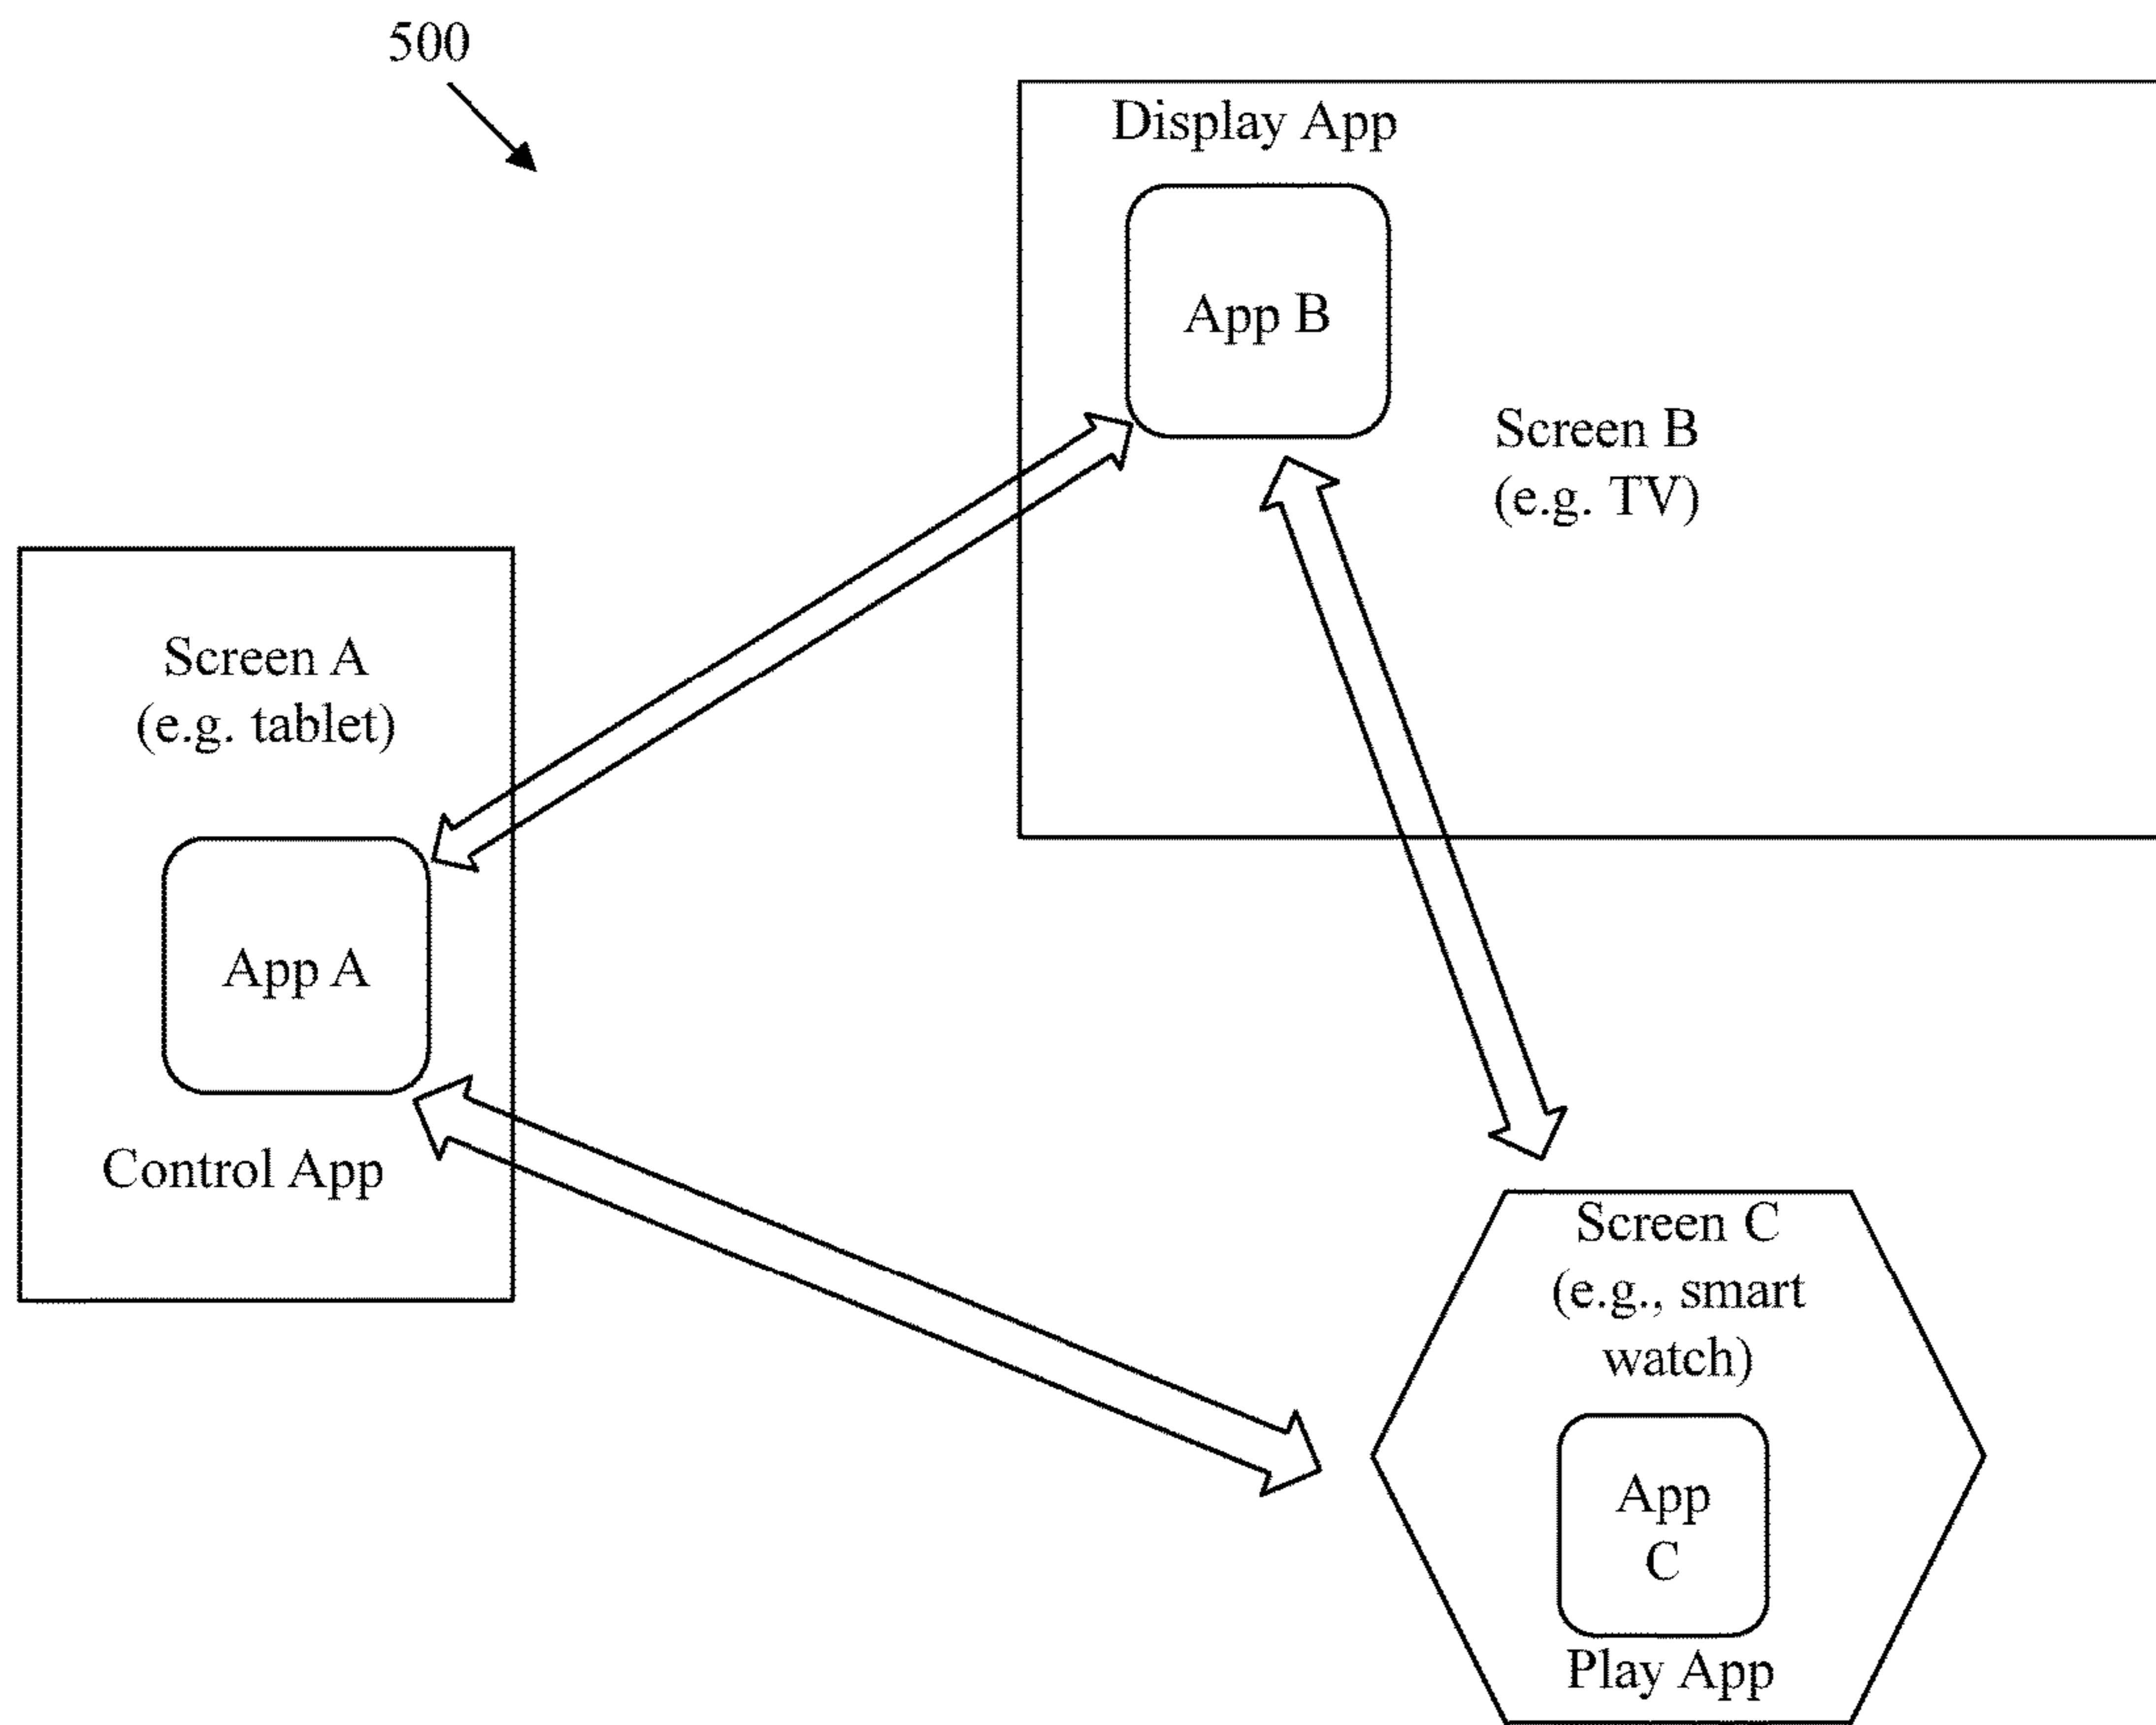 500
Display App
App B
Screen B
(e.g. TV)
Screen A
(e.g. tablet)
App A
Control App
Screen C
(e.g., smart
watch)
App
C
Play App